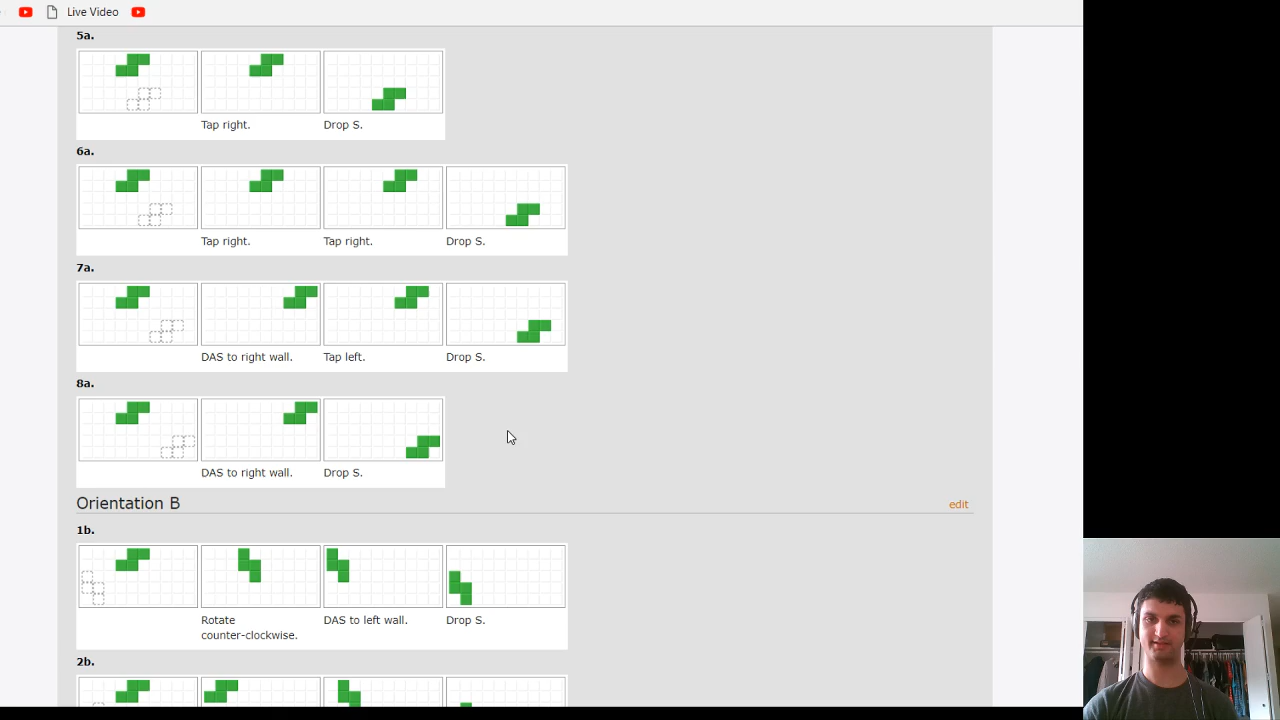 Live Video
5a.
Tap right. Drop S.
6a.
Tap right. Tap right. Drop S.
7a.
DAS to right wall. Tap left. Drop S.
8a.
DAS to right wall. Drop S.
Orientation B edit
1b.
Rotate counter-clockwise. DAS to left wall. Drop S.
2b.